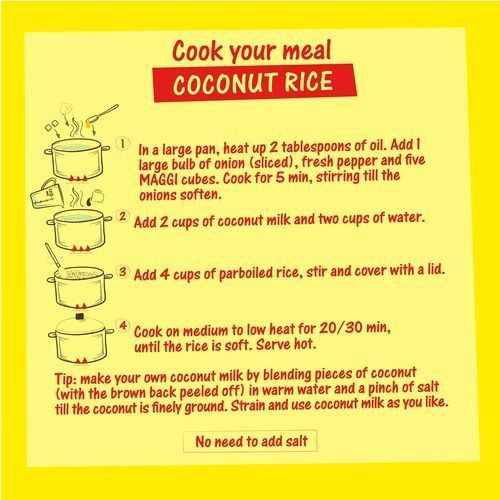 Cook your meal
COCONUT RICE
1 In a large pan, heat up 2 tablespoons of oil. Add 1
large bulb of onion (sliced), fresh pepper and five
MAGGI cubes. Cook for 5 min, stirring till the
onions soften.
2 Add 2 cups of coconut milk and two cups of water.
3 Add 4 cups of parboiled rice, stir and cover with a lid.
4 Cook on medium to low heat for 20/30 min,
until the rice is soft. Serve hot.
Tip: make your own coconut milk by blending pieces of coconut
(with the brown back peeled off) in warm water and a pinch of salt
till the coconut is finely ground. Strain and use coconut milk as you like.
No need to add salt